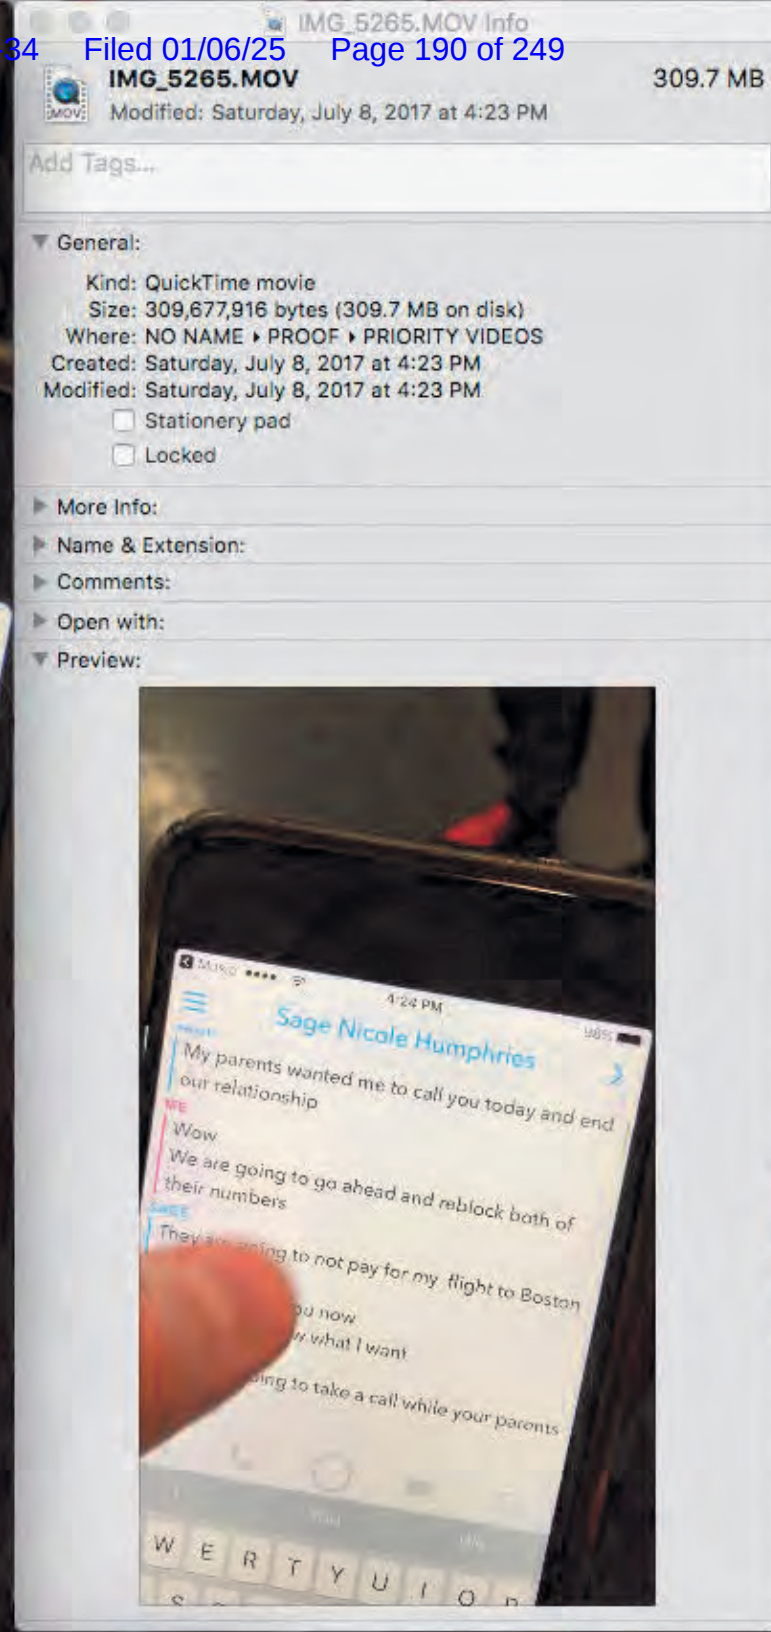 IMG_5265.MOV Info
34 Filed 01/06/25 Page 190 of 249
IMG_5265.MOV 309.7 MB
MOV
Modified: Saturday, July 8, 2017 at 4:23 PM
Add Tags...
General:
Kind: QuickTime movie
Size: 309,677,916 bytes (309.7 MB on disk)
Where: NO NAME ▸ PROOF ▸ PRIORITY VIDEOS
Created: Saturday, July 8, 2017 at 4:23 PM
Modified: Saturday, July 8, 2017 at 4:23 PM
Stationery pad
Locked
More Info:
Name & Extension:
Comments:
Open with:
Preview:
Music 4:24 PM 98%
Sage Nicole Humphries
My parents wanted me to call you today and end
our relationship
ME
Wow
We are going to go ahead and reblock both of
their numbers
SAGE
They to not pay for my flight to Boston
now
what I want
to take a call while your parents
W E R T Y U I O P